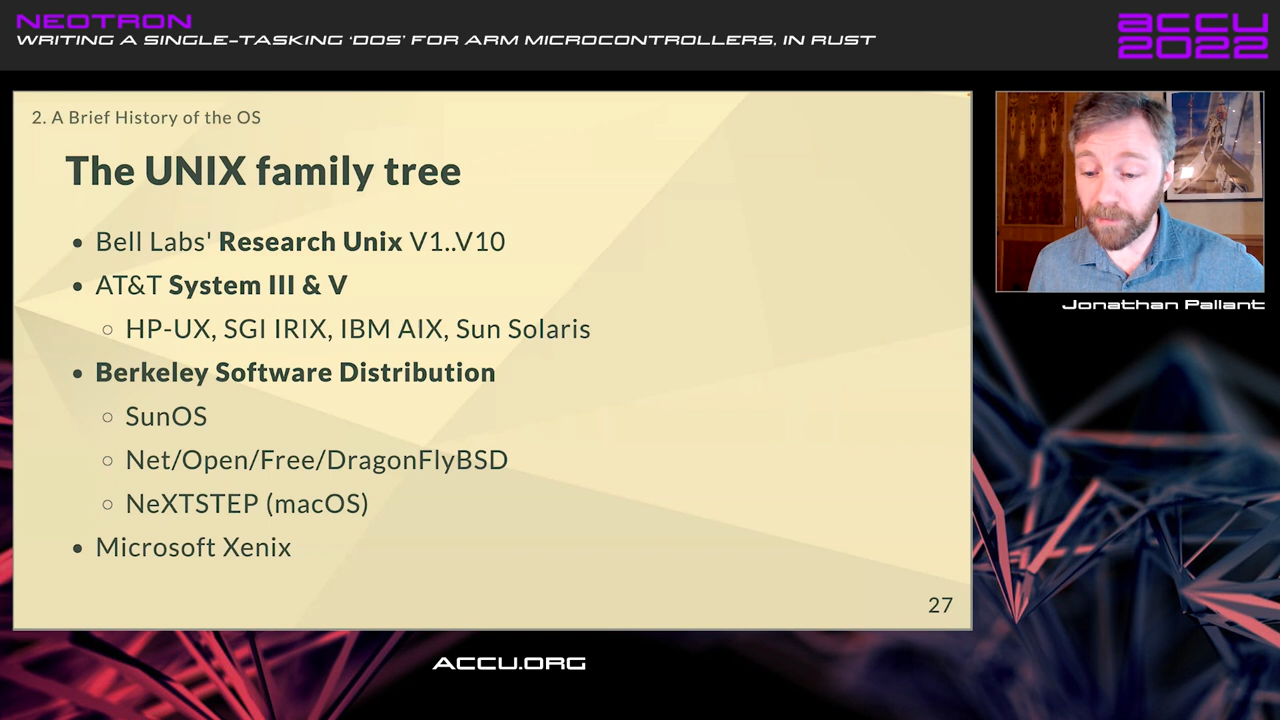 NEOTRON
WRITING A SINGLE-TASKING 'DOS' FOR ARM MICROCONTROLLERS, IN RUST
ACCU
2022
2. A Brief History of the OS
The UNIX family tree
• Bell Labs' Research Unix V1..V10
• AT&T System III & V
○ HP-UX, SGI IRIX, IBM AIX, Sun Solaris
• Berkeley Software Distribution
○ SunOS
○ Net/Open/Free/DragonFlyBSD
○ NeXTSTEP (macOS)
• Microsoft Xenix
27
Jonathan Pallant
ACCU.ORG